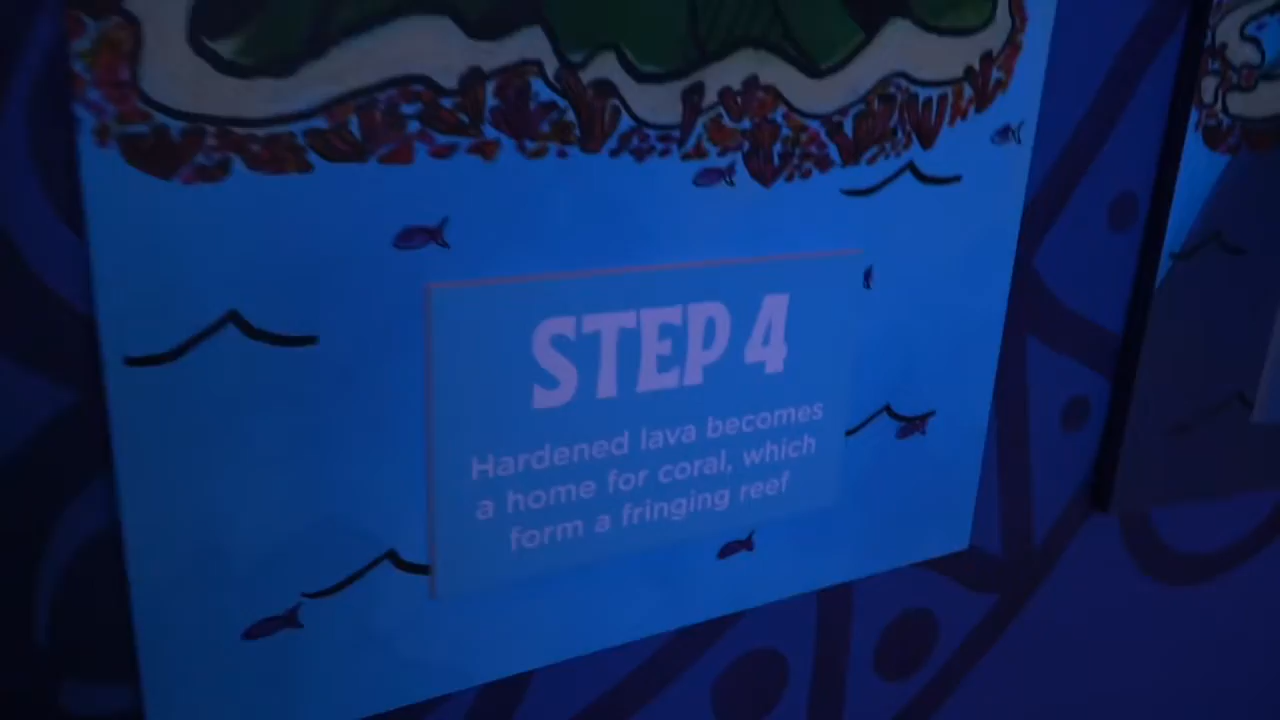 STEP 4
Hardened lava becomes
a home for coral, which
form a fringing reef